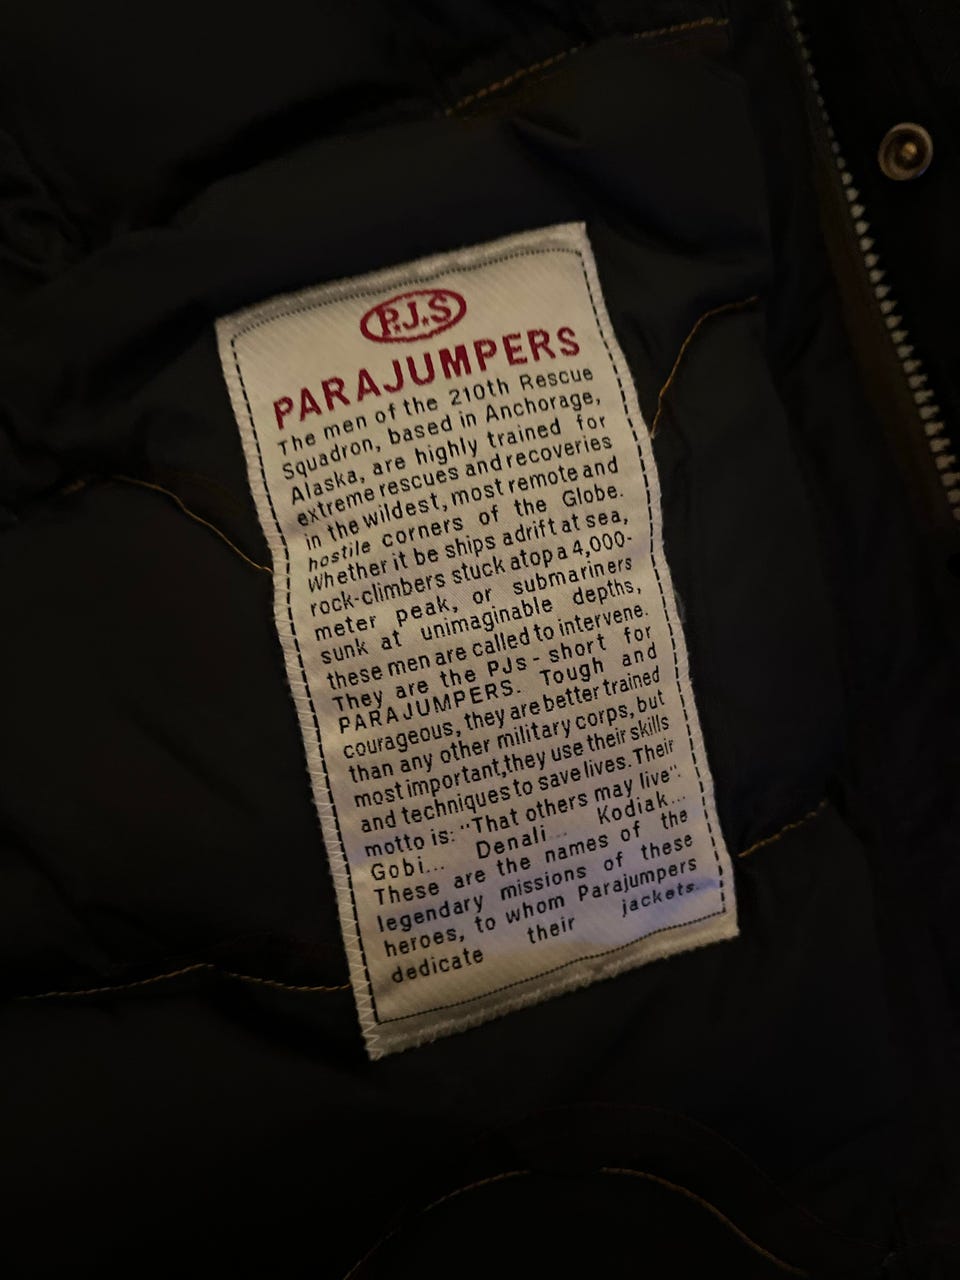 P.J.S
PARAJUMPERS
The men of the 210th Rescue
Squadron, based in Anchorage,
Alaska, are highly trained for
extreme rescues and recoveries
in the wildest, most remote and
hostile corners of the Globe.
Whether it be ships adrift at sea,
rock-climbers stuck atop a 4,000-
meter peak, or submariners
sunk at unimaginable depths,
these men are called to intervene.
They are the PJs - short for
PARAJUMPERS. Tough and
courageous, they are better trained
than any other military corps, but
most important,they use their skills
and techniques to save lives. Their
motto is: "That others may live".
Gobi... Denali... Kodiak...
These are the names of the
legendary missions of these
heroes, to whom Parajumpers
dedicate their jackets.